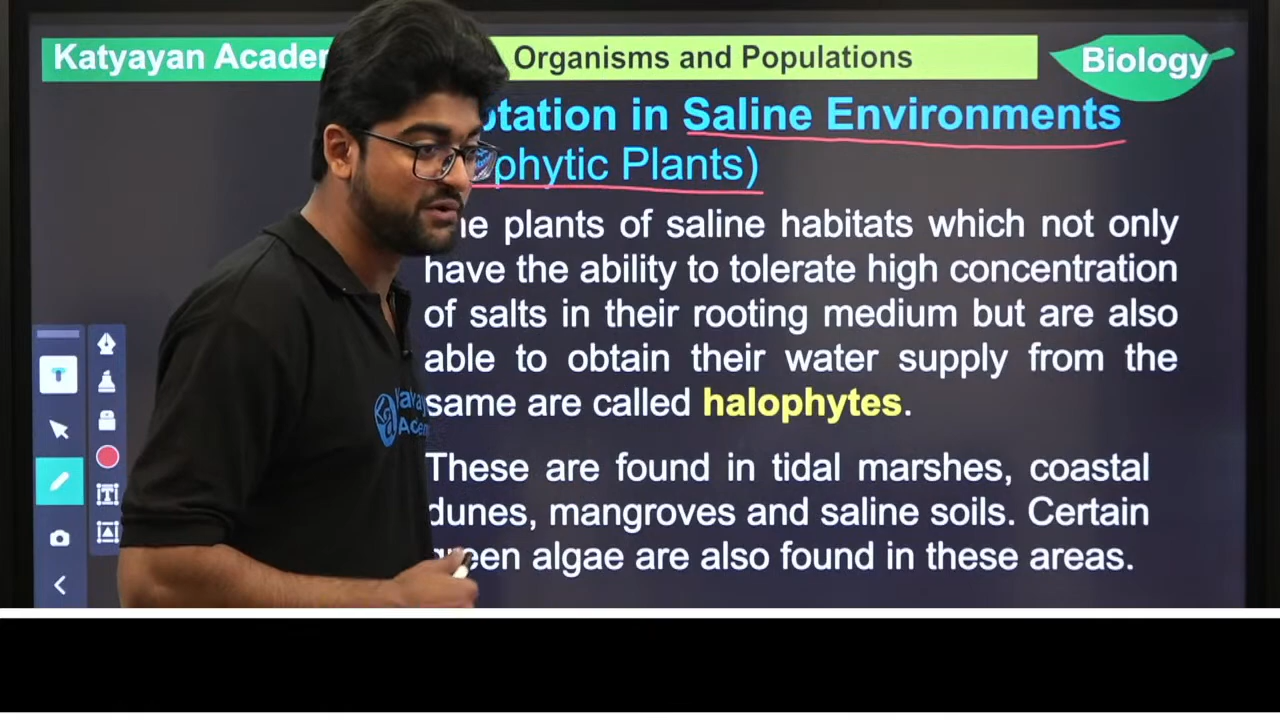 Katyayan Academ
Organisms and Populations
Biology
tation in Saline Environments
phytic Plants)
he plants of saline habitats which not only
have the ability to tolerate high concentration
of salts in their rooting medium but are also
able to obtain their water supply from the
same are called halophytes.
These are found in tidal marshes, coastal
dunes, mangroves and saline soils. Certain
een algae are also found in these areas.